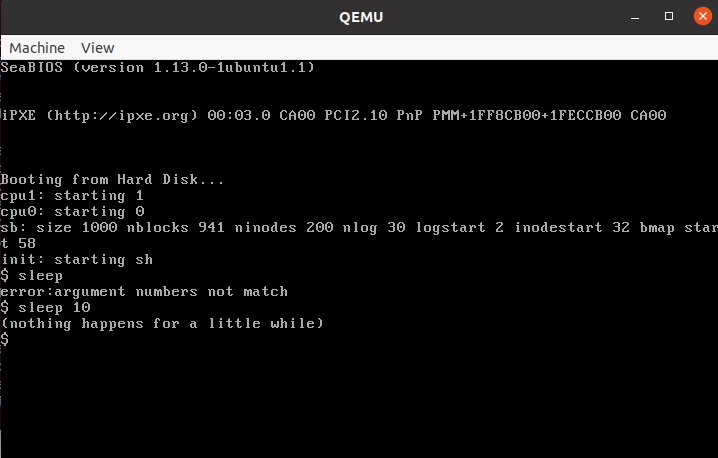 QEMU
Machine View
SeaBIOS (version 1.13.0-1ubuntu1.1)
iPXE (http://ipxe.org) 00:03.0 CA00 PCI2.10 PnP PMM+1FF8CB00+1FECCB00 CA00
Booting from Hard Disk...
cpu1: starting 1
cpu0: starting 0
sb: size 1000 nblocks 941 ninodes 200 nlog 30 logstart 2 inodestart 32 bmap star
t 58
init: starting sh
$ sleep
error:argument numbers not match
$ sleep 10
(nothing happens for a little while)
$